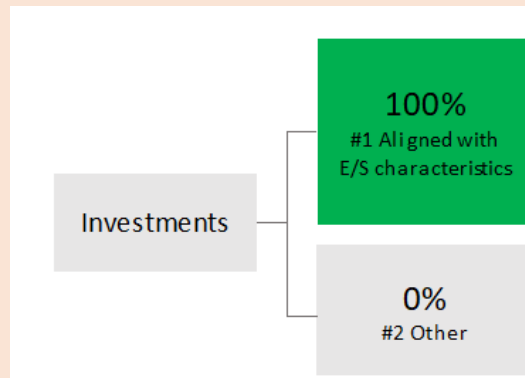 100%
#1 Aligned with
E/S characteristics
Investments
0%
#2 Other